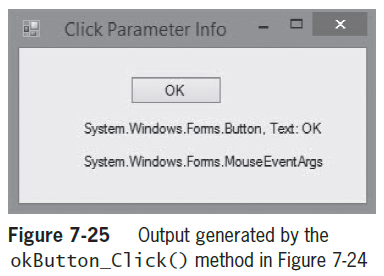 Click Parameter Info
OK
System.Windows.Forms.Button, Text: OK
System.Windows.Forms.MouseEventArgs
Figure 7-25 Output generated by the
okButton_Click() method in Figure 7-24